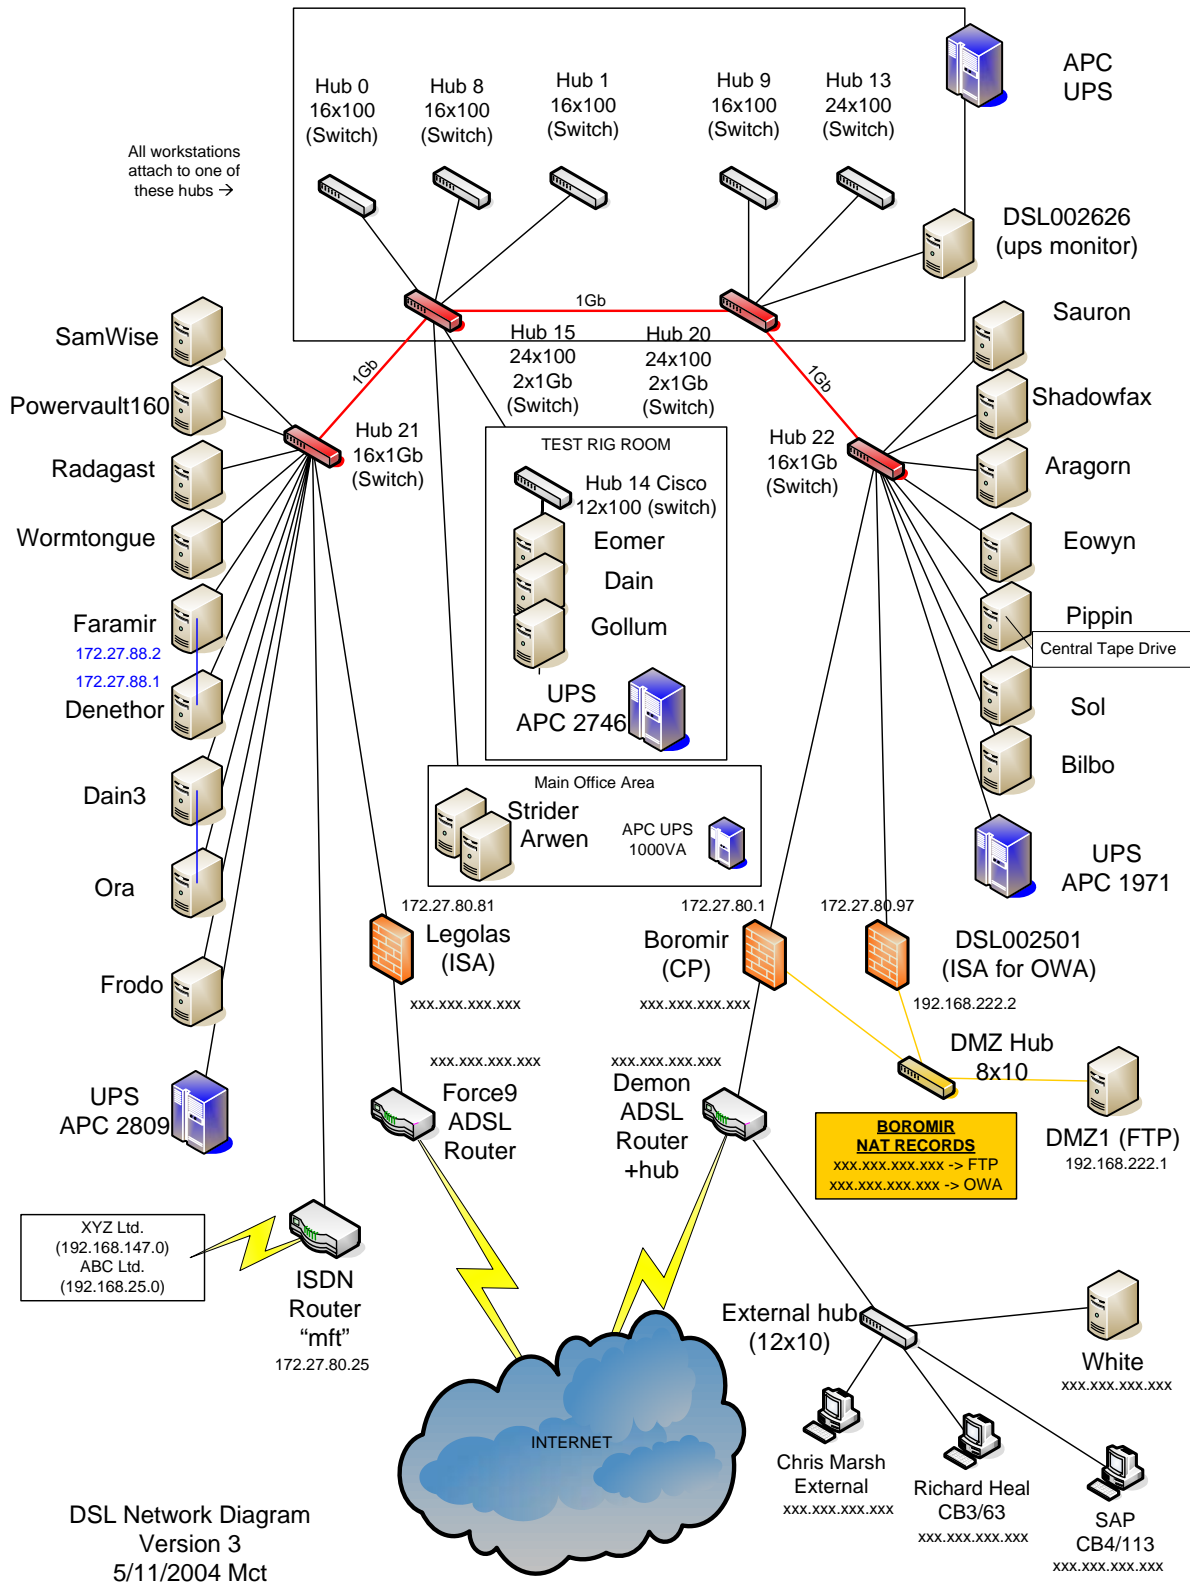 APC
UPS
Hub 0
16x100
(Switch)
Hub 8
16x100
(Switch)
Hub 1
16x100
(Switch)
Hub 9
16x100
(Switch)
Hub 13
24x100
(Switch)
All workstations
attach to one of
these hubs →
DSL002626
(ups monitor)
1Gb
1Gb
1Gb
Hub 15
24x100
2x1Gb
(Switch)
Hub 20
24x100
2x1Gb
(Switch)
SamWise
Powervault160
Radagast
Wormtongue
Faramir
172.27.88.2
172.27.88.1
Denethor
Dain3
Ora
Frodo
UPS
APC 2809
Hub 21
16x1Gb
(Switch)
TEST RIG ROOM
Hub 14 Cisco
12x100 (switch)
Eomer
Dain
Gollum
UPS
APC 2746
Hub 22
16x1Gb
(Switch)
Sauron
Shadowfax
Aragorn
Eowyn
Pippin
Central Tape Drive
Sol
Bilbo
UPS
APC 1971
Main Office Area
Strider
Arwen
APC UPS
1000VA
172.27.80.81
Legolas
(ISA)
xxx.xxx.xxx.xxx
172.27.80.1
Boromir
(CP)
xxx.xxx.xxx.xxx
172.27.80.97
DSL002501
(ISA for OWA)
192.168.222.2
xxx.xxx.xxx.xxx
Force9
ADSL
Router
xxx.xxx.xxx.xxx
Demon
ADSL
Router
+hub
DMZ Hub
8x10
DMZ1 (FTP)
192.168.222.1
BOROMIR
NAT RECORDS
xxx.xxx.xxx.xxx -> FTP
xxx.xxx.xxx.xxx -> OWA
XYZ Ltd.
(192.168.147.0)
ABC Ltd.
(192.168.25.0)
ISDN
Router
“mft”
172.27.80.25
External hub
(12x10)
White
xxx.xxx.xxx.xxx
INTERNET
Chris Marsh
External
xxx.xxx.xxx.xxx
Richard Heal
CB3/63
xxx.xxx.xxx.xxx
SAP
CB4/113
xxx.xxx.xxx.xxx
DSL Network Diagram
Version 3
5/11/2004 Mct